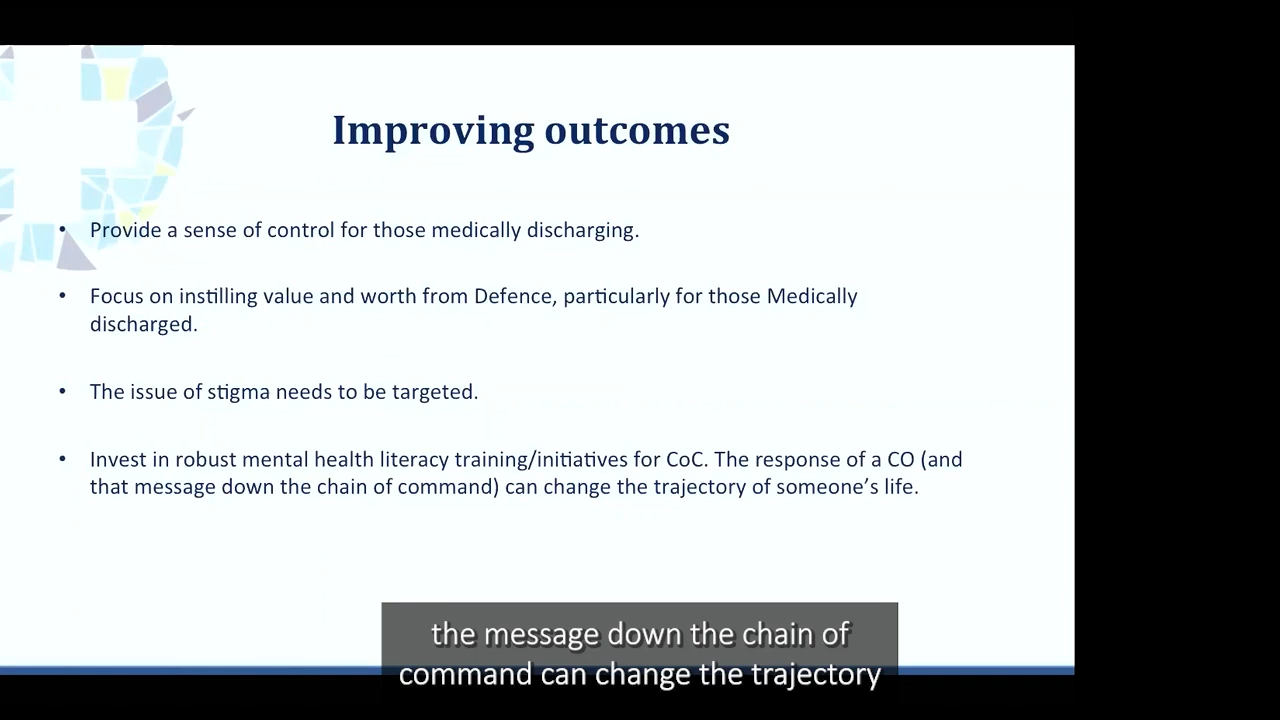 Improving outcomes
• Provide a sense of control for those medically discharging.
• Focus on instilling value and worth from Defence, particularly for those Medically
discharged.
• The issue of stigma needs to be targeted.
• Invest in robust mental health literacy training/initiatives for CoC. The response of a CO (and
that message down the chain of command) can change the trajectory of someone’s life.
the message down the chain of
command can change the trajectory